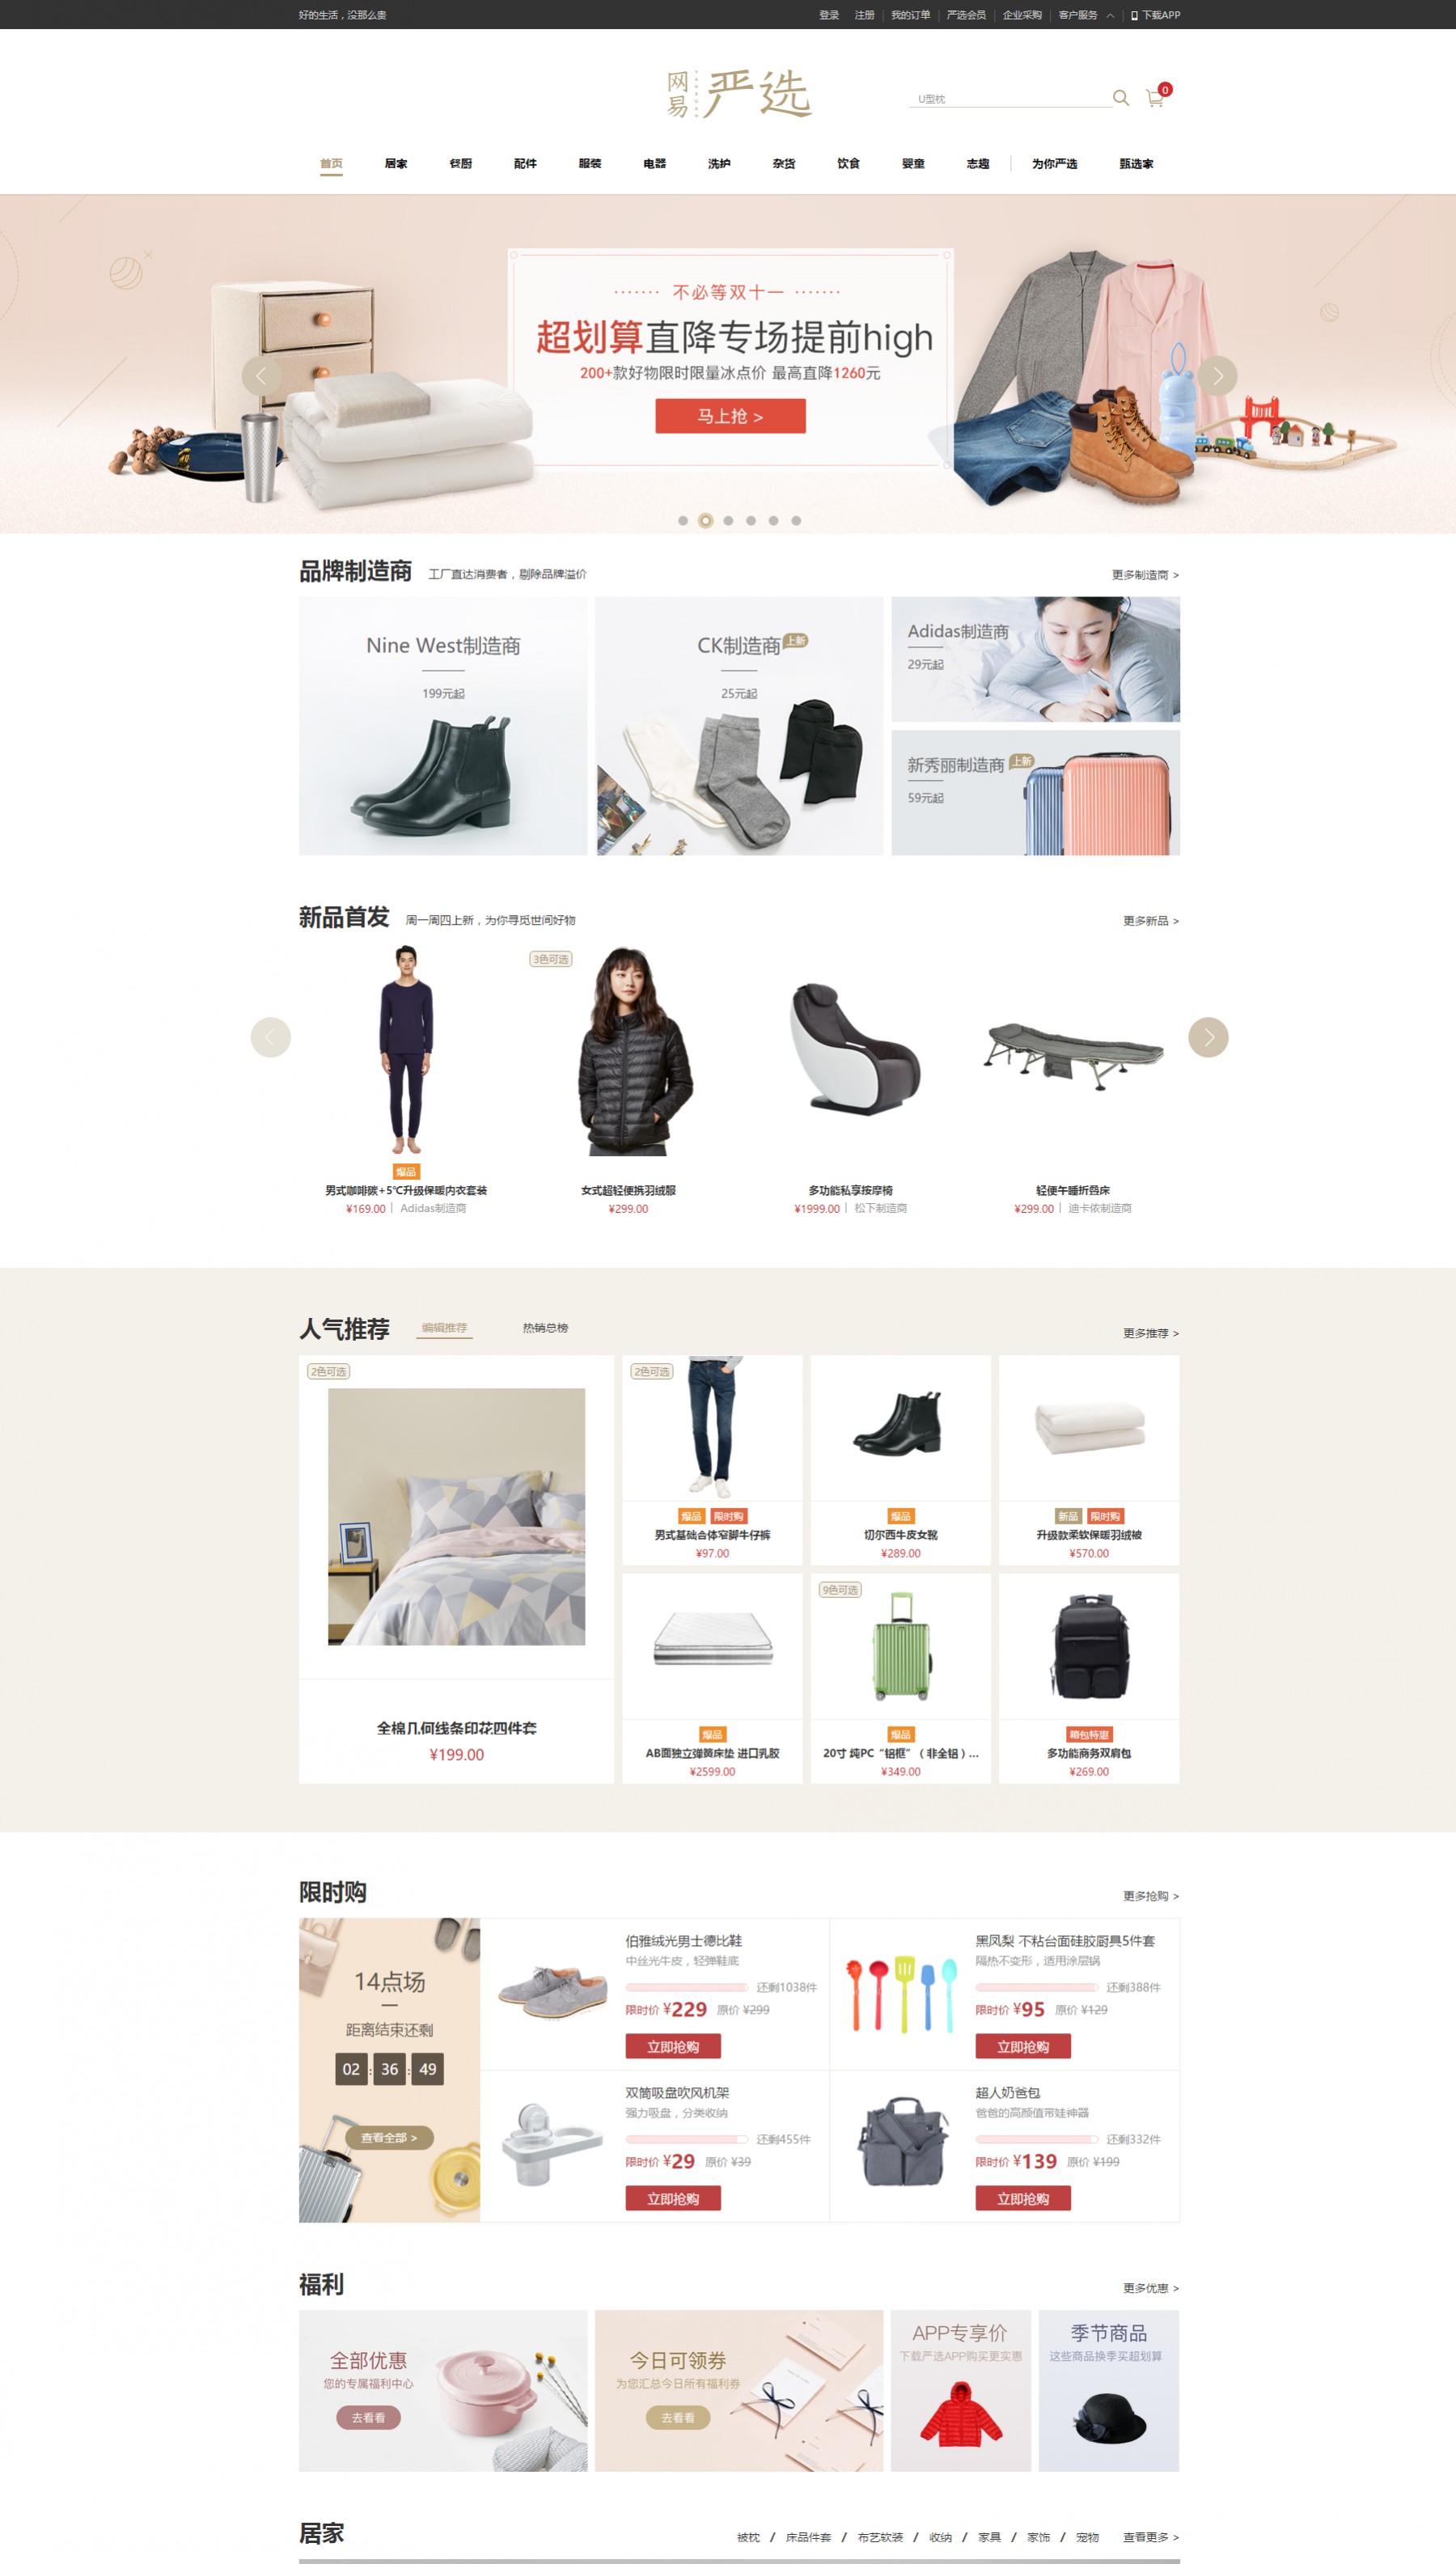 好的生活，没那么贵
登录 注册 我的订单 严选会员 企业采购 客户服务 下载APP
网易 严选
U型枕
0
首页 居家 餐厨 配件 服装 电器 洗护 杂货 饮食 婴童 志趣 为你严选 甄选家
不必等双十一
超划算直降专场提前high
200+款好物限时限量冰点价 最高直降1260元
马上抢 >
品牌制造商 工厂直达消费者，剔除品牌溢价 更多制造商 >
Nine West制造商
199元起
CK制造商 上新
25元起
Adidas制造商
29元起
新秀丽制造商 上新
59元起
新品首发 周一周四上新，为你寻觅世间好物 更多新品 >
3色可选
爆品
男式咖啡碳+5℃升级保暖内衣套装
¥169.00 | Adidas制造商
女式超轻便携羽绒服
¥299.00
多功能私享按摩椅
¥1999.00 | 松下制造商
轻便午睡折叠床
¥299.00 | 迪卡侬制造商
人气推荐 编辑推荐 热销总榜 更多推荐 >
2色可选
全棉几何线条印花四件套
¥199.00
2色可选
爆品 限时购
男式基础合体窄脚牛仔裤
¥97.00
爆品
切尔西牛皮女靴
¥289.00
新品 限时购
升级款柔软保暖羽绒被
¥570.00
爆品
AB面独立弹簧床垫 进口乳胶
¥2599.00
9色可选
爆品
20寸 纯PC“铝框”（非全铝）...
¥349.00
箱包特惠
多功能商务双肩包
¥269.00
限时购 更多抢购 >
14点场
距离结束还剩
02 : 36 : 49
查看全部 >
伯雅绒光男士德比鞋
中丝光牛皮，轻弹鞋底
还剩1038件
限时价 ¥229 原价 ¥299
立即抢购
黑凤梨 不粘台面硅胶厨具5件套
隔热不变形，适用涂层锅
还剩388件
限时价 ¥95 原价 ¥129
立即抢购
双筒吸盘吹风机架
强力吸盘，分类收纳
还剩455件
限时价 ¥29 原价 ¥39
立即抢购
超人奶爸包
爸爸的高颜值带娃神器
还剩332件
限时价 ¥139 原价 ¥199
立即抢购
福利 更多优惠 >
全部优惠
您的专属福利中心
去看看
今日可领券
为您汇总今日所有福利券
去看看
APP专享价
下载严选APP购买更实惠
季节商品
这些商品换季买超划算
居家 被枕 / 床品件套 / 布艺软装 / 收纳 / 家具 / 家饰 / 宠物 查看更多 >